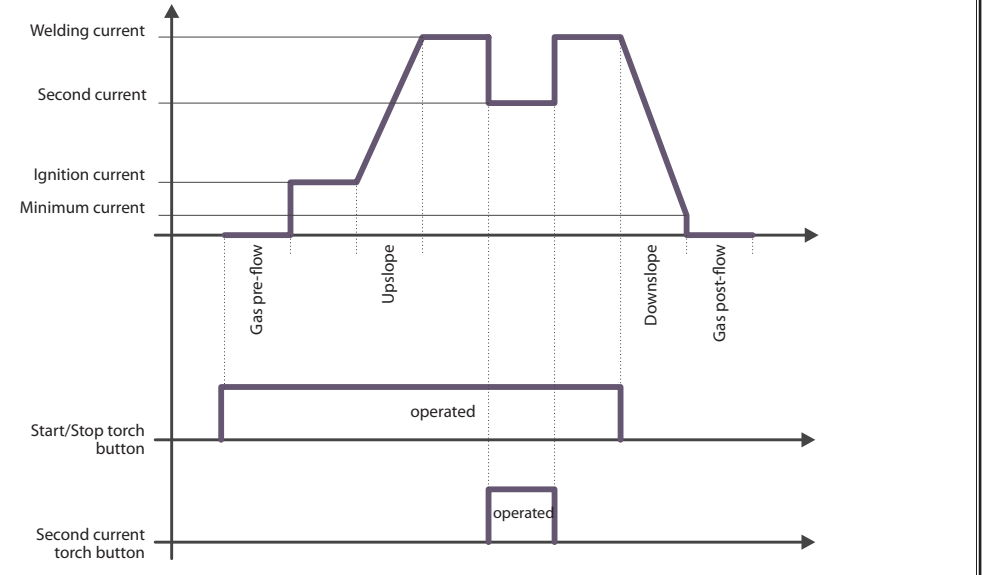 Welding current
Second current
Ignition current
Minimum current
Gas pre-flow
Upslope
Downslope
Gas post-flow
operated
Start/Stop torch
button
operated
Second current
torch button